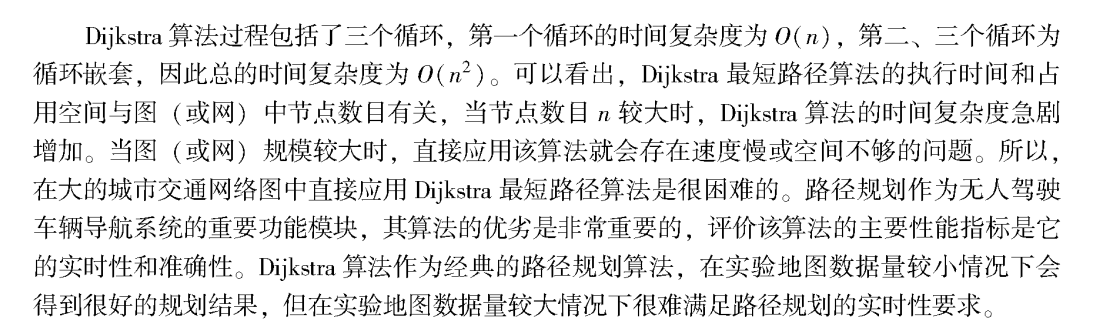 Dijkstra 算法过程包括了三个循环，第一个循环的时间复杂度为 O(n)，第二、三个循环为
循环嵌套，因此总的时间复杂度为 O(n²)。可以看出，Dijkstra 最短路径算法的执行时间和占
用空间与图（或网）中节点数目有关，当节点数目 n 较大时，Dijkstra 算法的时间复杂度急剧
增加。当图（或网）规模较大时，直接应用该算法就会存在速度慢或空间不够的问题。所以，
在大的城市交通网络图中直接应用 Dijkstra 最短路径算法是很困难的。路径规划作为无人驾驶
车辆导航系统的重要功能模块，其算法的优劣是非常重要的，评价该算法的主要性能指标是它
的实时性和准确性。Dijkstra 算法作为经典的路径规划算法，在实验地图数据量较小情况下会
得到很好的规划结果，但在实验地图数据量较大情况下很难满足路径规划的实时性要求。